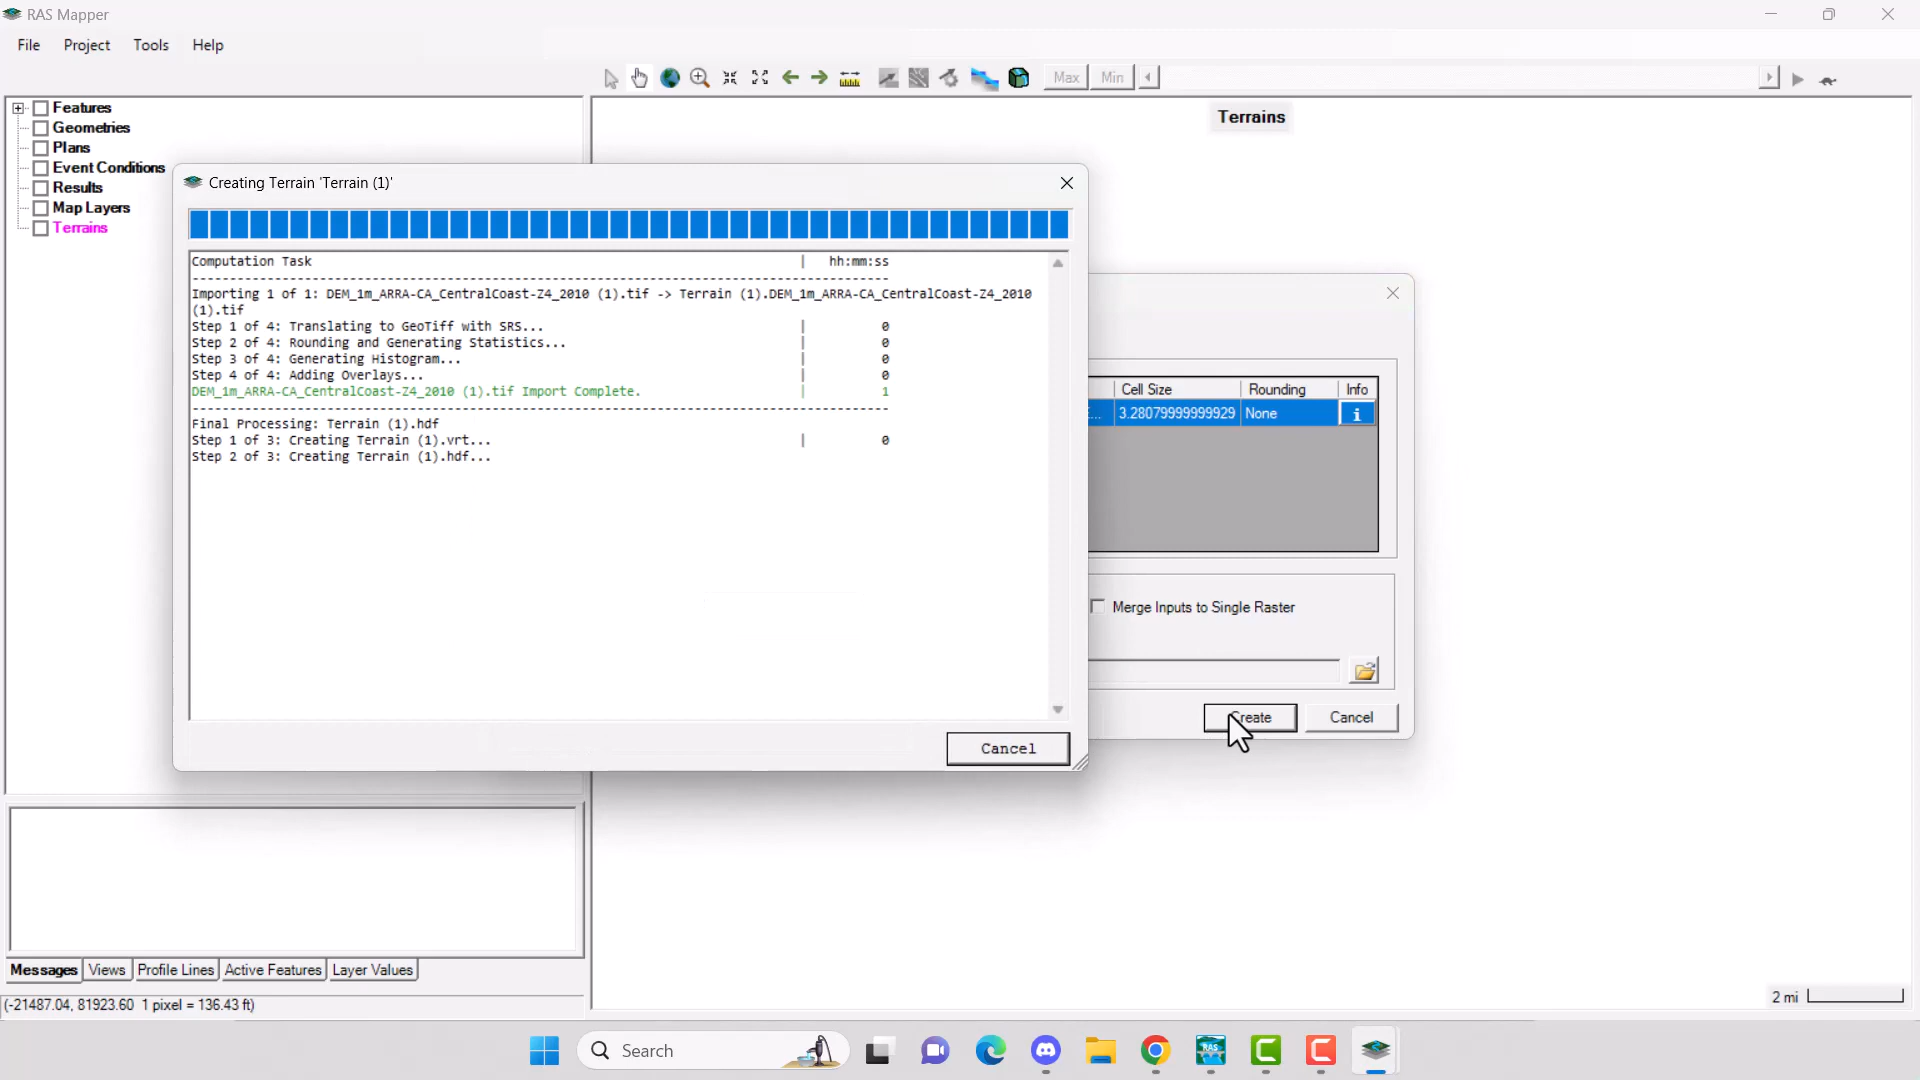 RAS Mapper
File Project Tools Help
Max Min
Features
Geometries
Plans
Event Conditions
Results
Map Layers
Terrains
Terrains
Creating Terrain 'Terrain (1)'
Computation Task | hh:mm:ss
Importing 1 of 1: DEM_1m_ARRA-CA_CentralCoast-Z4_2010 (1).tif -> Terrain (1).DEM_1m_ARRA-CA_CentralCoast-Z4_2010
(1).tif
Step 1 of 4: Translating to GeoTiff with SRS... | 0
Step 2 of 4: Rounding and Generating Statistics... | 0
Step 3 of 4: Generating Histogram... | 0
Step 4 of 4: Adding Overlays... | 0
DEM_1m_ARRA-CA_CentralCoast-Z4_2010 (1).tif Import Complete. | 1
Final Processing: Terrain (1).hdf
Step 1 of 3: Creating Terrain (1).vrt... | 0
Step 2 of 3: Creating Terrain (1).hdf...
Cancel
Cell Size Rounding Info
... 3.28079999999929 None i
Merge Inputs to Single Raster
Create Cancel
Messages Views Profile Lines Active Features Layer Values
(-21487.04, 81923.60 1 pixel = 136.43 ft)
2 mi
Search
RAS